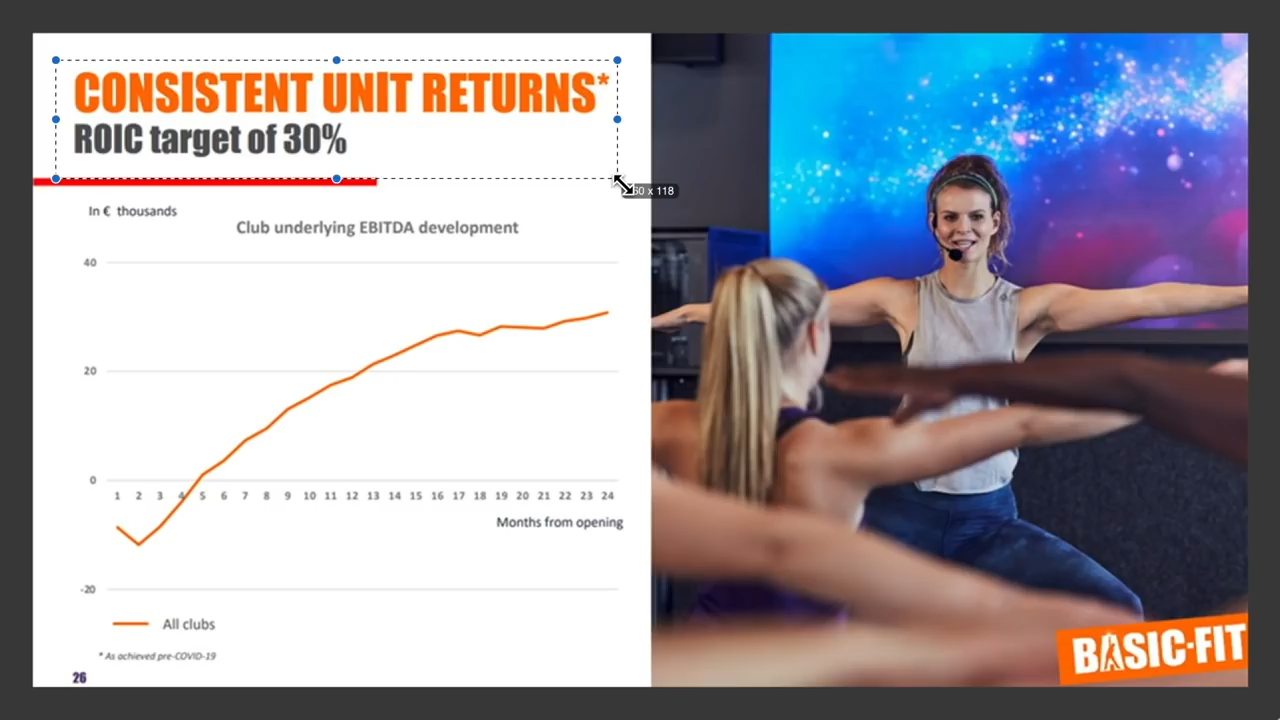 CONSISTENT UNIT RETURNS*
ROIC target of 30%
60 x 118
In € thousands
Club underlying EBITDA development
40
20
0
1 2 3 4 5 6 7 8 9 10 11 12 13 14 15 16 17 18 19 20 21 22 23 24
Months from opening
-20
All clubs
* As achieved pre-COVID-19
26
BASIC-FIT